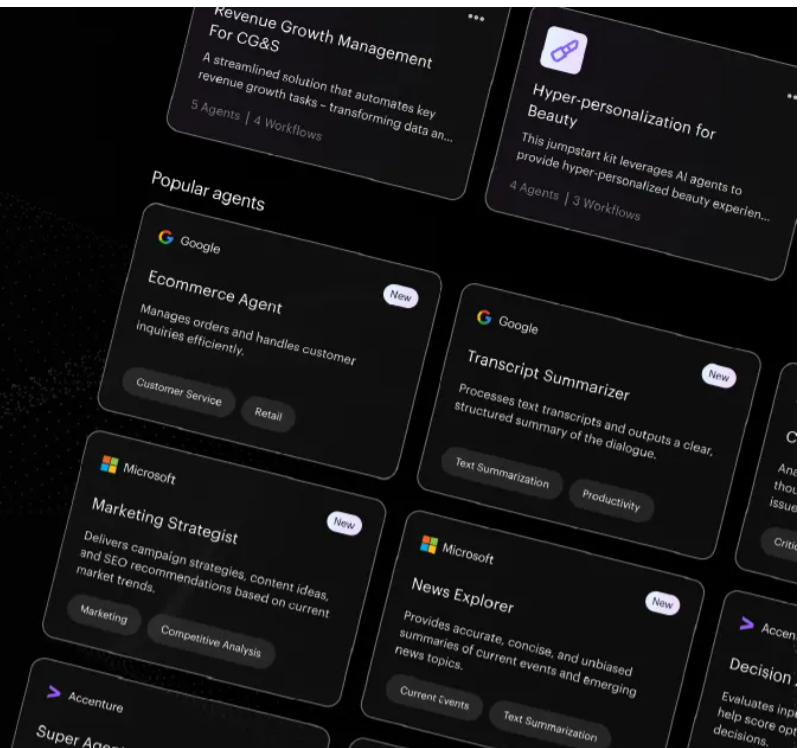 Revenue Growth Management
For CG&S
A streamlined solution that automates key
revenue growth tasks – transforming data an...
5 Agents | 4 Workflows
Hyper-personalization for
Beauty
This jumpstart kit leverages AI agents to
provide hyper-personalized beauty experien...
4 Agents | 3 Workflows
Popular agents
Google
New
Ecommerce Agent
Manages orders and handles customer
inquiries efficiently.
Customer Service
Retail
Google
New
Transcript Summarizer
Processes text transcripts and outputs a clear,
structured summary of the dialogue.
Text Summarization
Productivity
Microsoft
New
Marketing Strategist
Delivers campaign strategies, content ideas,
and SEO recommendations based on current
market trends.
Marketing
Competitive Analysis
Microsoft
New
News Explorer
Provides accurate, concise, and unbiased
summaries of current events and emerging
news topics.
Current Events
Text Summarization
Accenture
Super
Decision
Evaluates
help score
decisions.